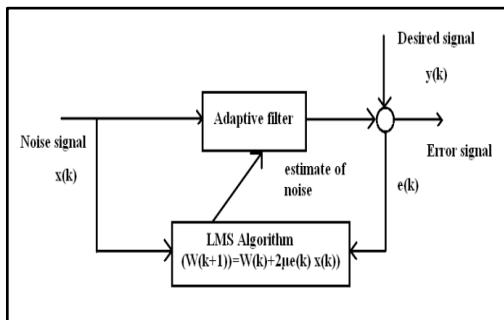 Desired signal
y(k)
Adaptive filter
Noise signal
x(k)
Error signal
estimate of
noise
e(k)
LMS Algorithm
(W(k+1))=W(k)+2μe(k) x(k))